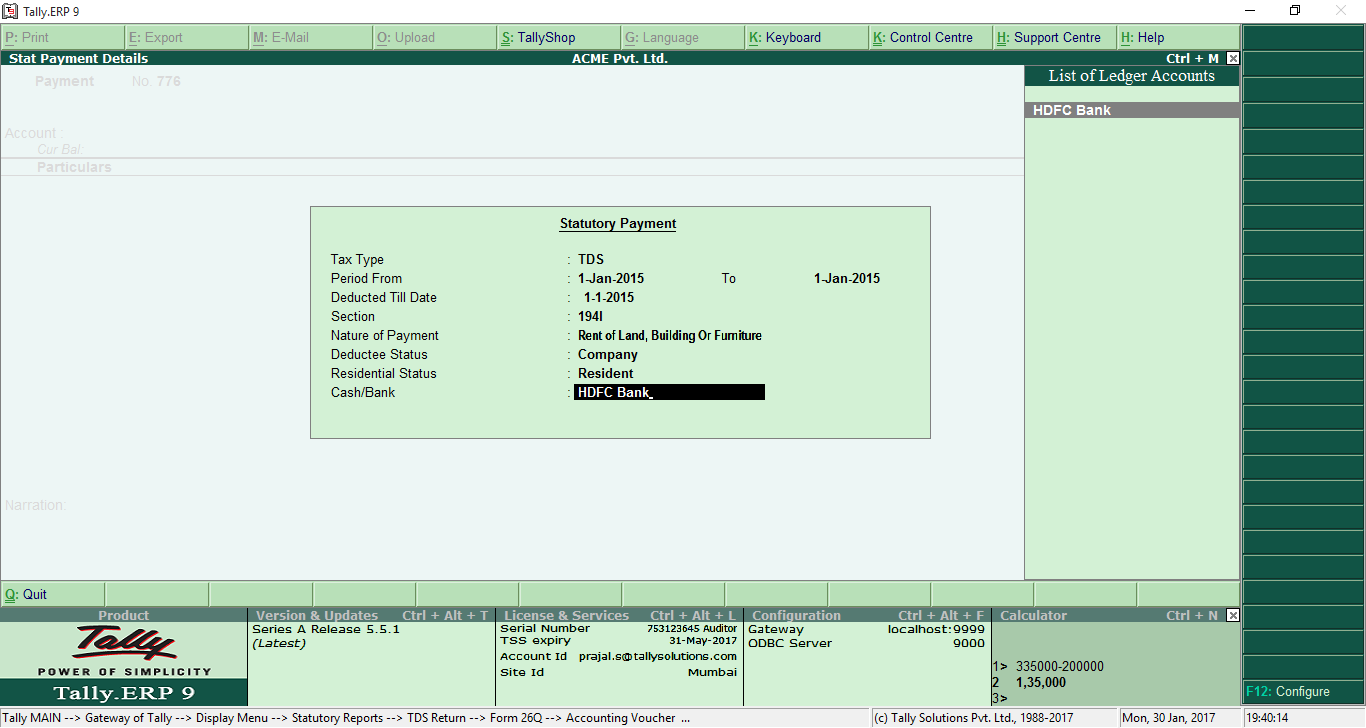 Tally.ERP 9
P: Print E: Export M: E-Mail O: Upload S: TallyShop G: Language K: Keyboard K: Control Centre H: Support Centre H: Help
Stat Payment Details ACME Pvt. Ltd. Ctrl + M
Payment No. 776
List of Ledger Accounts
HDFC Bank
Account :
Cur Bal:
Particulars
Statutory Payment
Tax Type : TDS
Period From : 1-Jan-2015 To 1-Jan-2015
Deducted Till Date : 1-1-2015
Section : 194I
Nature of Payment : Rent of Land, Building Or Furniture
Deductee Status : Company
Residential Status : Resident
Cash/Bank : HDFC Bank
Narration:
Q: Quit
Product
Tally
POWER OF SIMPLICITY
Tally.ERP 9
Version & Updates Ctrl + Alt + T
Series A Release 5.5.1
(Latest)
License & Services Ctrl + Alt + L
Serial Number 753123645 Auditor
TSS expiry 31-May-2017
Account Id prajal.s@tallysolutions.com
Site Id Mumbai
Configuration Ctrl + Alt + F
Gateway localhost:9999
ODBC Server 9000
Calculator Ctrl + N
1> 335000-200000
2 1,35,000
3>
F12: Configure
Tally MAIN --> Gateway of Tally --> Display Menu --> Statutory Reports --> TDS Return --> Form 26Q --> Accounting Voucher ...
(c) Tally Solutions Pvt. Ltd., 1988-2017
Mon, 30 Jan, 2017
19:40:14